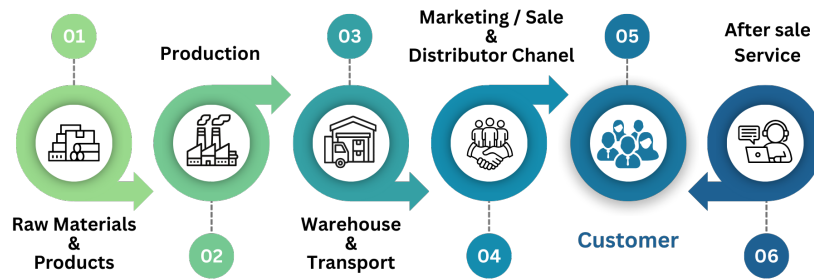 01
Raw Materials
&
Products
Production
02
03
Warehouse
&
Transport
Marketing / Sale
&
Distributor Chanel
04
05
Customer
After sale
Service
06